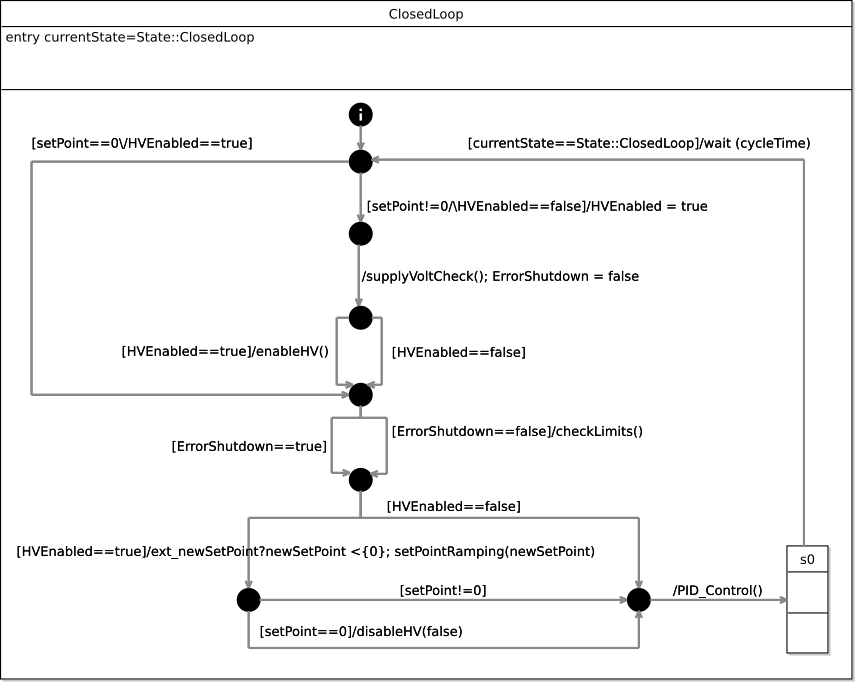 ClosedLoop
entry currentState=State::ClosedLoop
i
[setPoint==0\/HVEnabled==true]
[currentState==State::ClosedLoop]/wait (cycleTime)
[setPoint!=0/\HVEnabled==false]/HVEnabled = true
/supplyVoltCheck(); ErrorShutdown = false
[HVEnabled==true]/enableHV()
[HVEnabled==false]
[ErrorShutdown==false]/checkLimits()
[ErrorShutdown==true]
[HVEnabled==false]
[HVEnabled==true]/ext_newSetPoint?newSetPoint <{0}; setPointRamping(newSetPoint)
s0
[setPoint!=0]
/PID_Control()
[setPoint==0]/disableHV(false)